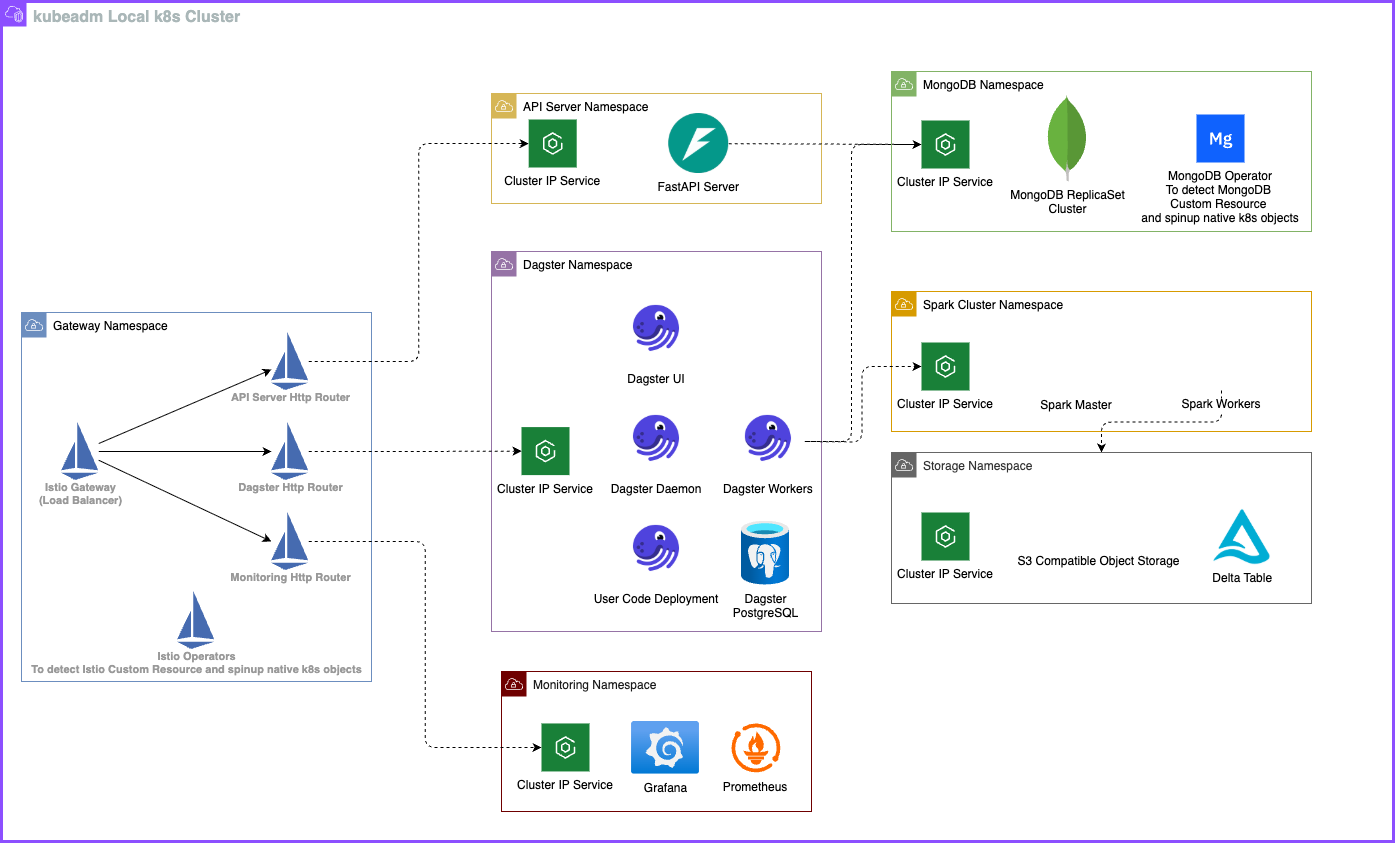 kubeadm Local k8s Cluster
Gateway Namespace
API Server Http Router
Istio Gateway
(Load Balancer)
Dagster Http Router
Monitoring Http Router
Istio Operators
To detect Istio Custom Resource and spinup native k8s objects
API Server Namespace
Cluster IP Service
FastAPI Server
Dagster Namespace
Dagster UI
Cluster IP Service
Dagster Daemon
Dagster Workers
User Code Deployment
Dagster
PostgreSQL
Monitoring Namespace
Cluster IP Service
Grafana
Prometheus
MongoDB Namespace
Cluster IP Service
MongoDB ReplicaSet
Cluster
Mg
MongoDB Operator
To detect MongoDB
Custom Resource
and spinup native k8s objects
Spark Cluster Namespace
Cluster IP Service
Spark Master
Spark Workers
Storage Namespace
Cluster IP Service
S3 Compatible Object Storage
Delta Table